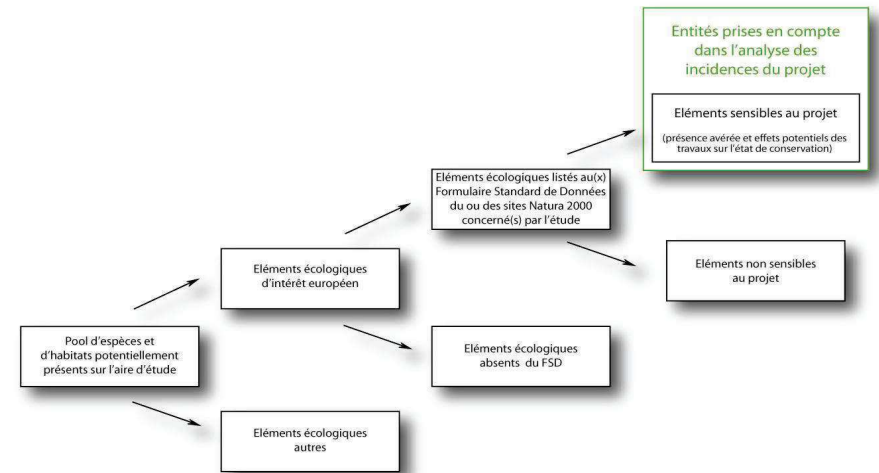 Entités prises en compte
dans l'analyse des
incidences du projet
Eléments sensibles au projet
(présence avérée et effets potentiels des
travaux sur l'état de conservation)
Eléments écologiques listés au(x)
Formulaire Standard de Données
du ou des sites Natura 2000
concerné(s) par l'étude
Eléments non sensibles
au projet
Eléments écologiques
d'intérêt européen
Eléments écologiques
absents du FSD
Pool d'espèces et
d'habitats potentiellement
présents sur l'aire d'étude
Eléments écologiques
autres